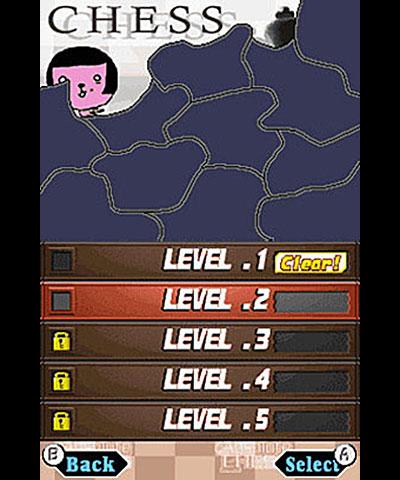 CHESS
LEVEL .1 Clear!
LEVEL .2
LEVEL .3
LEVEL .4
LEVEL .5
B Back Select A